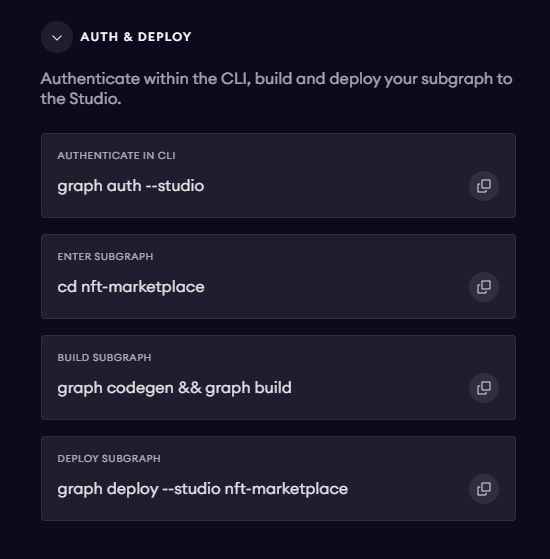 AUTH & DEPLOY
Authenticate within the CLI, build and deploy your subgraph to
the Studio.
AUTHENTICATE IN CLI
graph auth --studio
ENTER SUBGRAPH
cd nft-marketplace
BUILD SUBGRAPH
graph codegen && graph build
DEPLOY SUBGRAPH
graph deploy --studio nft-marketplace